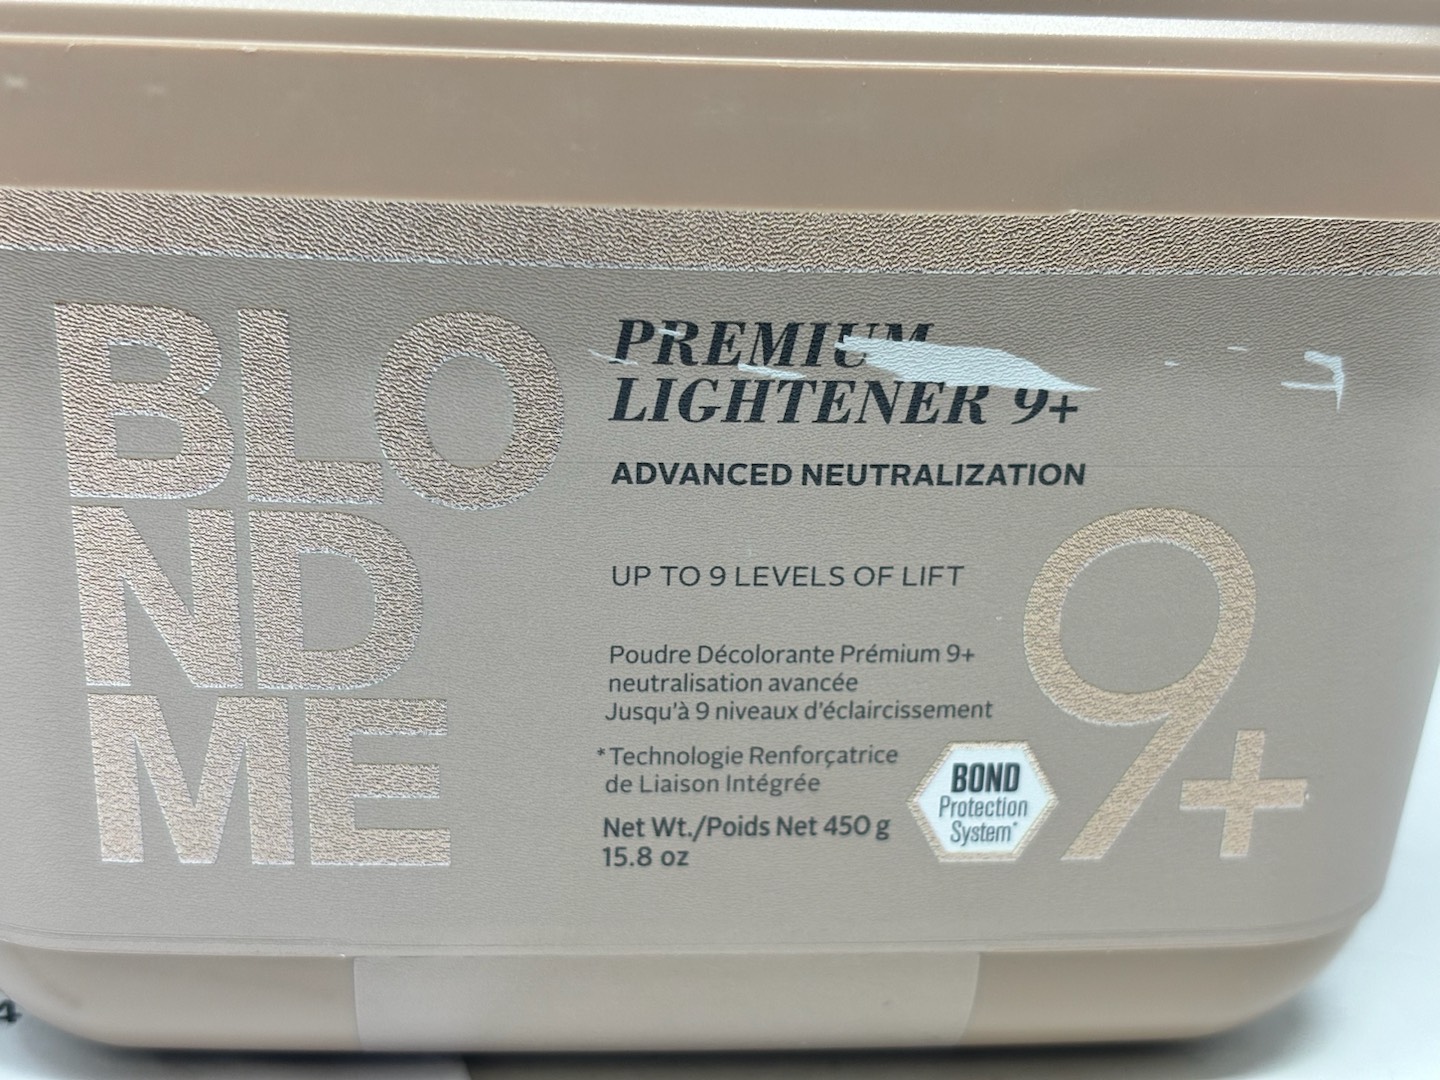 BLO
ND
ME
PREMIUM
LIGHTENER 9+
ADVANCED NEUTRALIZATION
UP TO 9 LEVELS OF LIFT
Poudre Décolorante Prémium 9+
neutralisation avancée
Jusqu'à 9 niveaux d'éclaircissement
*Technologie Renforçatrice
de Liaison Intégrée
Net Wt./Poids Net 450 g
15.8 oz
BOND
Protection
System*
9+
4